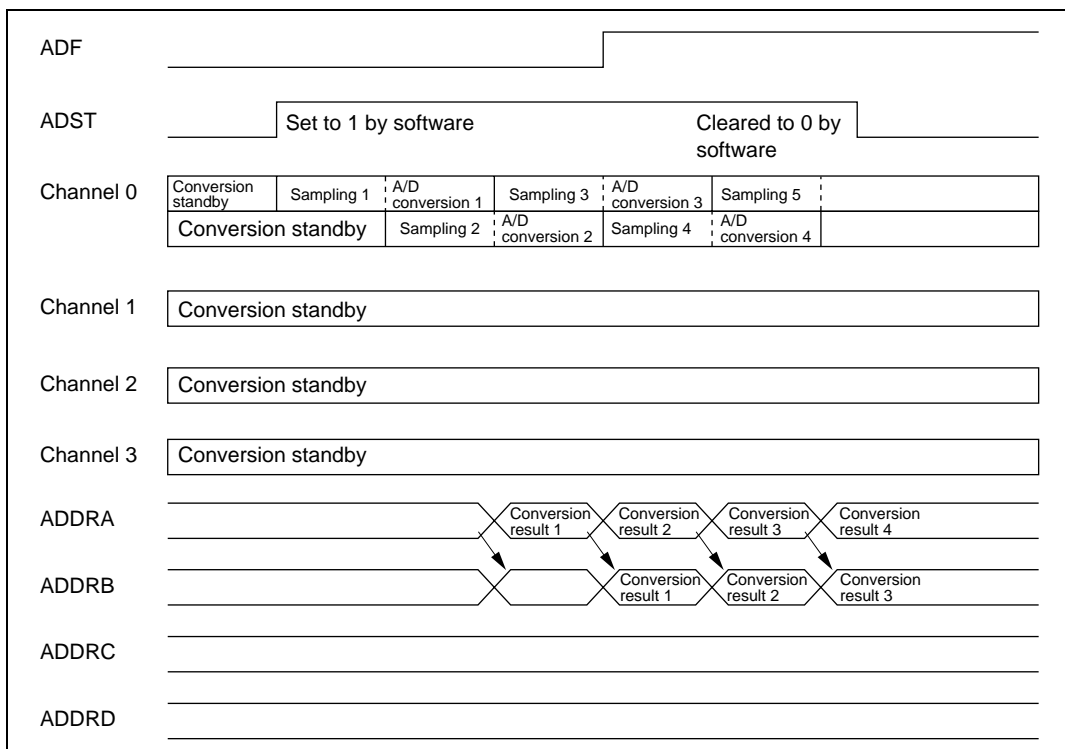 ADF
ADST
Set to 1 by software
Cleared to 0 by
software
Channel 0
Conversion
standby
Sampling 1
A/D
conversion 1
Sampling 3
A/D
conversion 3
Sampling 5
Conversion standby
Sampling 2
A/D
conversion 2
Sampling 4
A/D
conversion 4
Channel 1
Conversion standby
Channel 2
Conversion standby
Channel 3
Conversion standby
ADDRA
Conversion
result 1
Conversion
result 2
Conversion
result 3
Conversion
result 4
ADDRB
Conversion
result 1
Conversion
result 2
Conversion
result 3
ADDRC
ADDRD